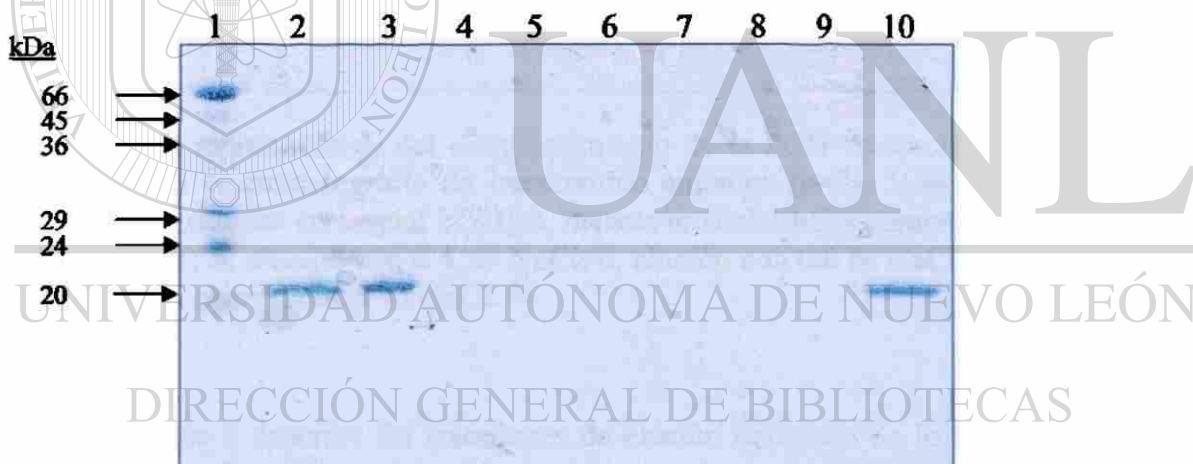 1 2 3 4 5 6 7 8 9 10
kDa
66
45
36
29
24
20
UANL
UNIVERSIDAD AUTÓNOMA DE NUEVO LEÓN
DIRECCIÓN GENERAL DE BIBLIOTECAS